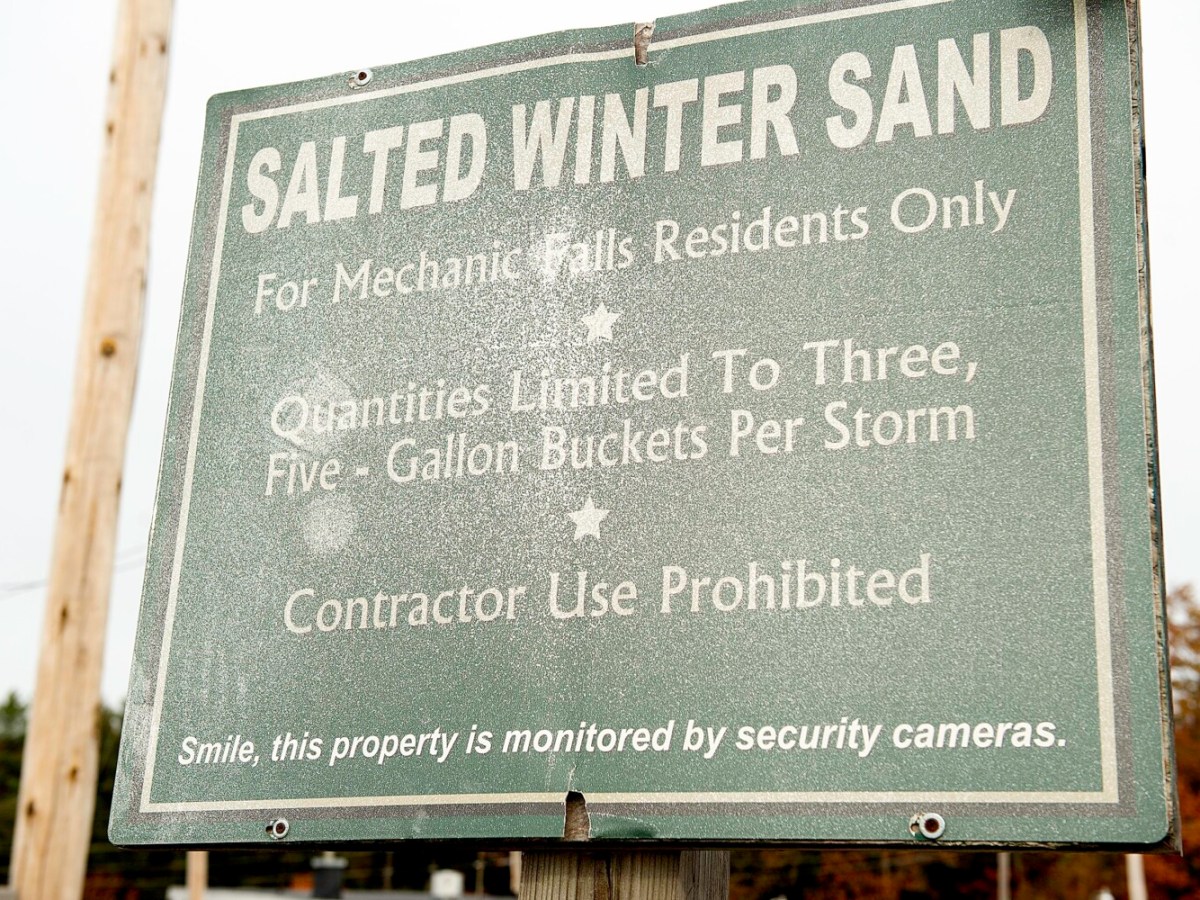 SALTED WINTER SAND
For Mechanic Falls Residents Only
Quantities Limited To Three,
Five - Gallon Buckets Per Storm
Contractor Use Prohibited
Smile, this property is monitored by security cameras.